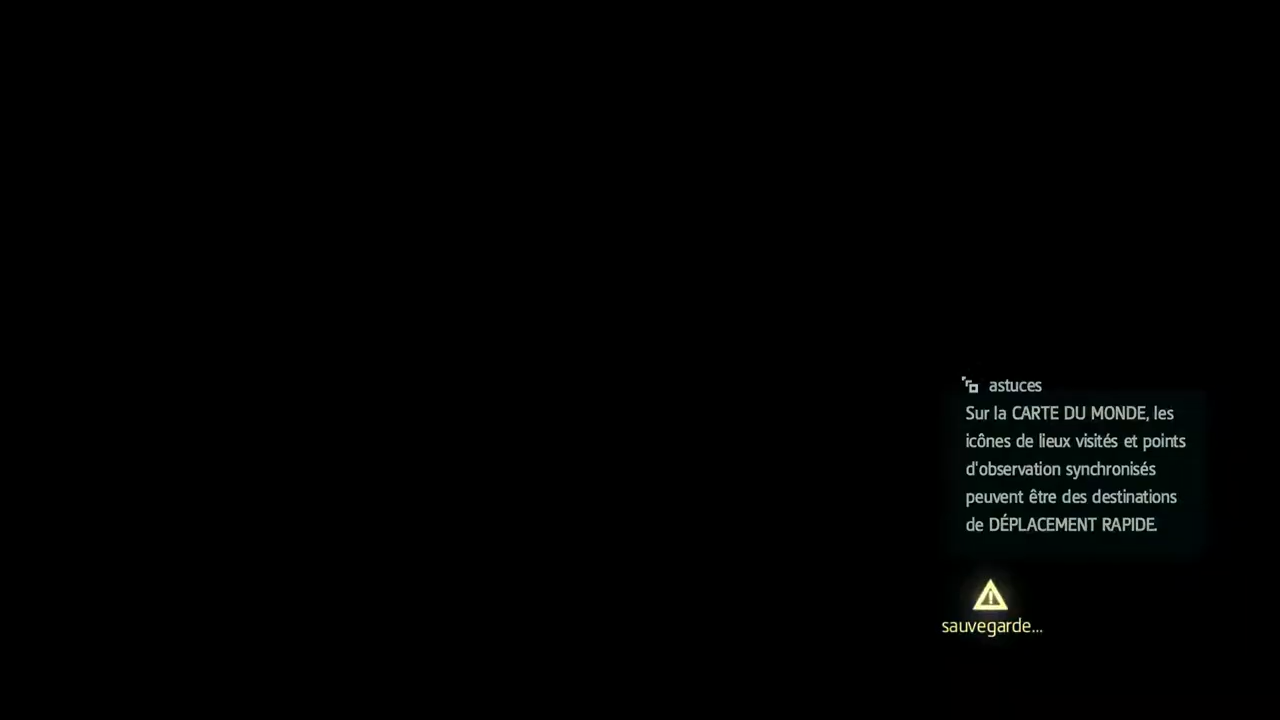 astuces
Sur la CARTE DU MONDE, les
icônes de lieux visités et points
d'observation synchronisés
peuvent être des destinations
de DÉPLACEMENT RAPIDE.
sauvegarde...